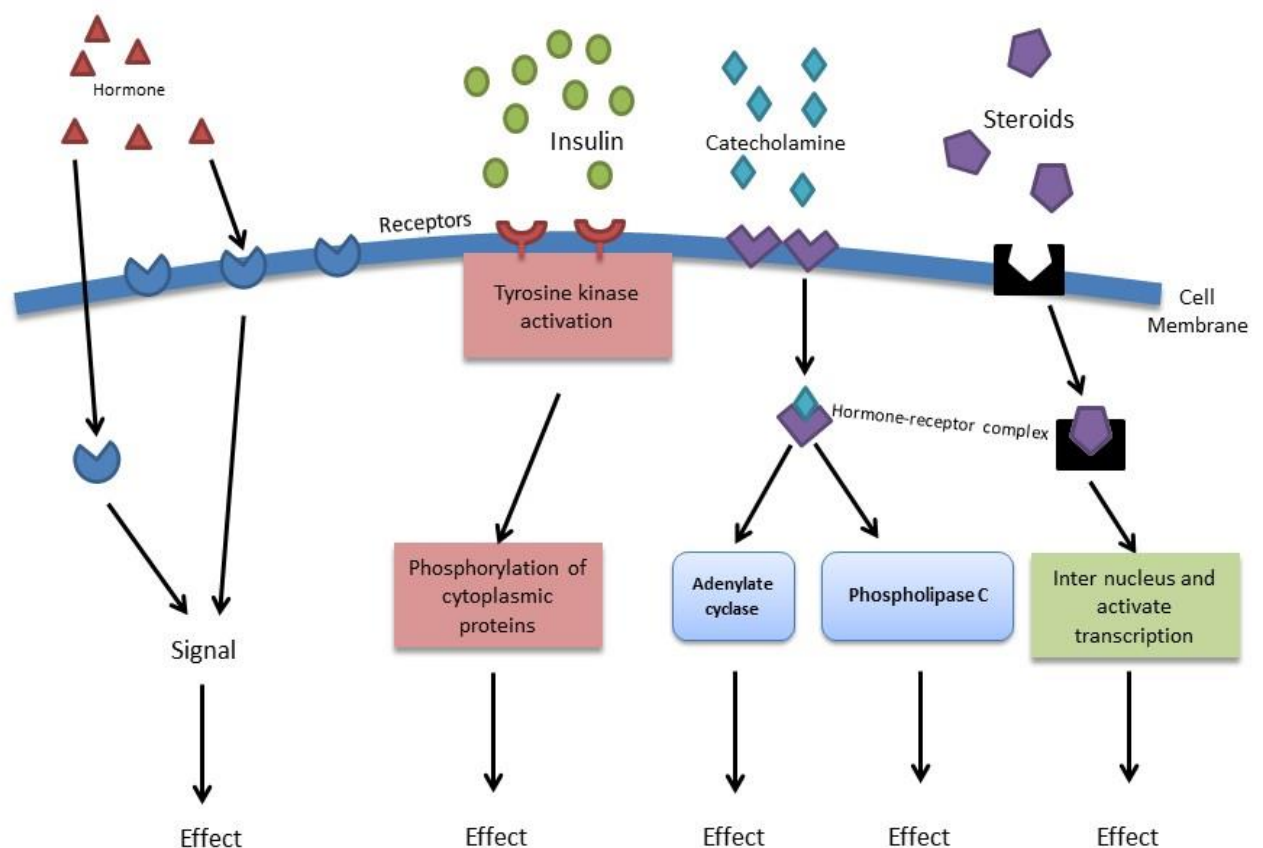 Hormone
Insulin
Catecholamine
Steroids
Receptors
Tyrosine kinase
activation
Cell
Membrane
Hormone-receptor complex
Phosphorylation of
cytoplasmic
proteins
Adenylate
cyclase
Phospholipase C
Inter nucleus and
activate
transcription
Signal
Effect
Effect
Effect
Effect
Effect